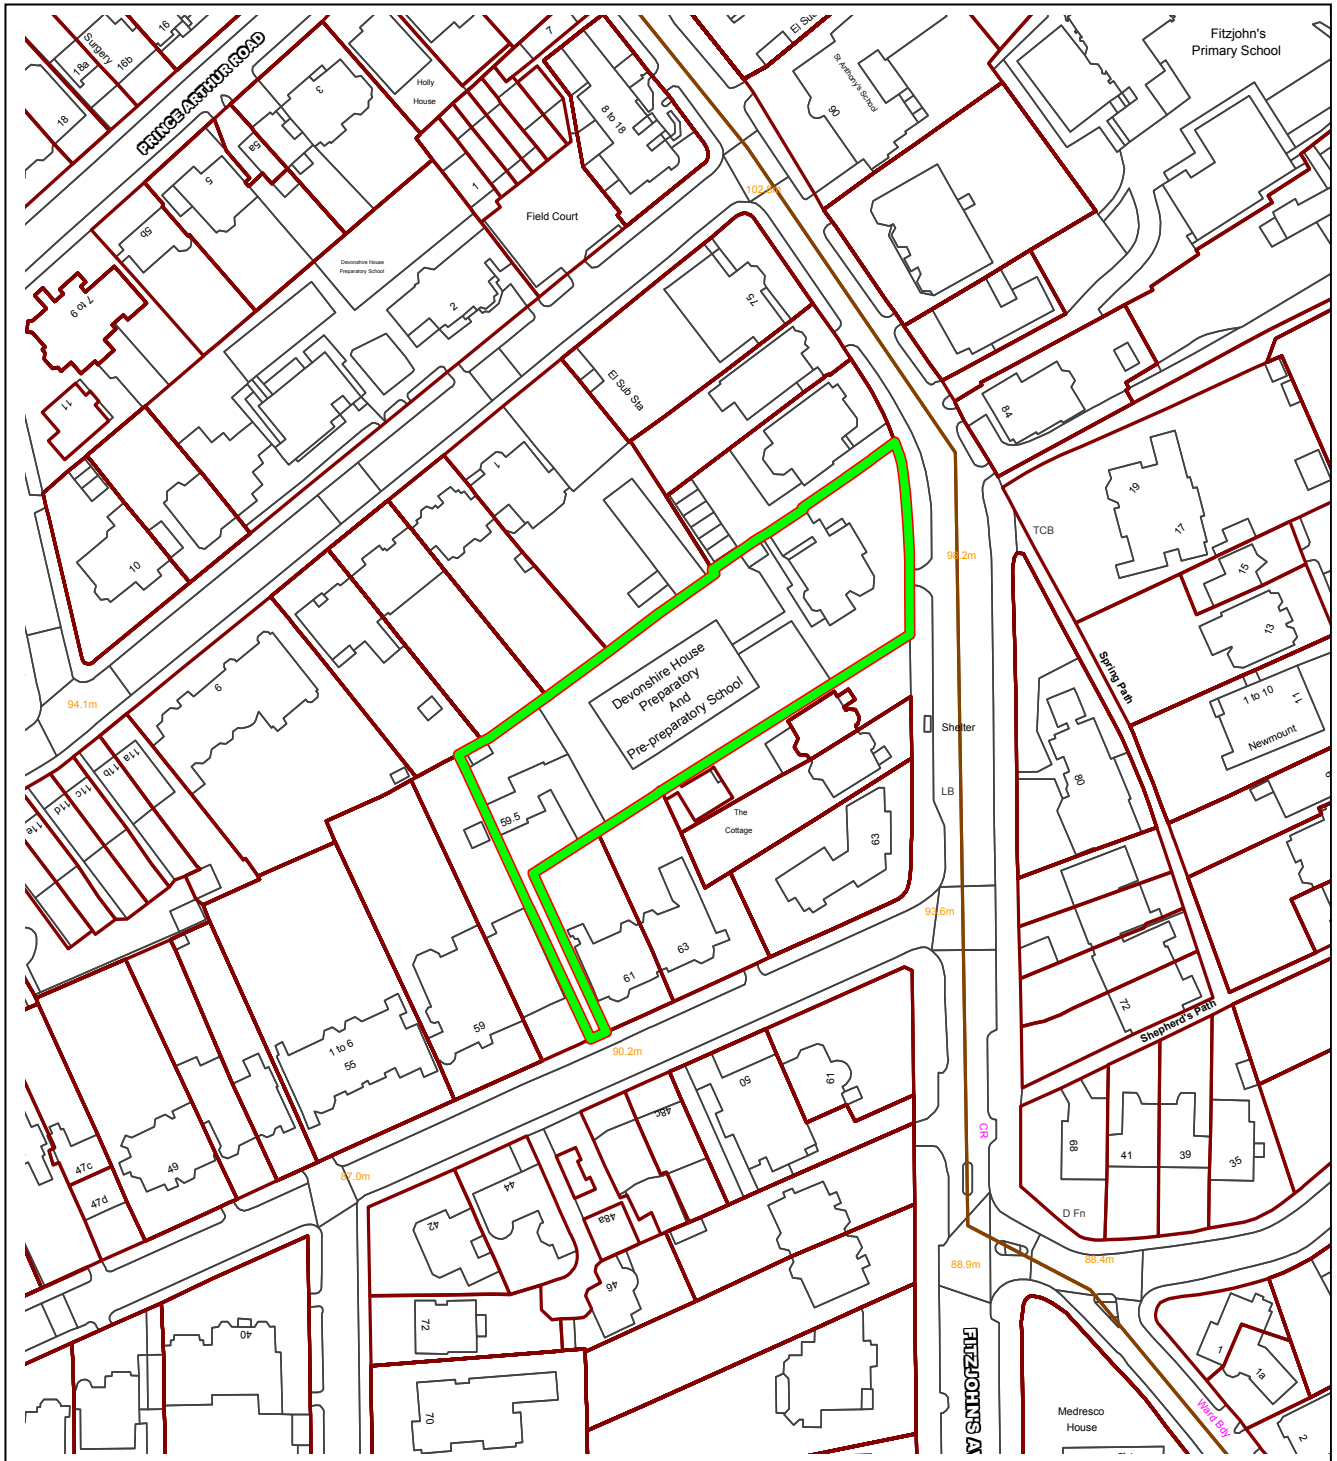 Surgery
18a
16b
16
18
PRINCE ARTHUR ROAD
3
Holly
House
7
8 to 18
El Sub
St Anthony's School
90
Fitzjohn's
Primary School
5a
5
5b
1
Field Court
102.9m
7 to 9
Devonshire House
Preparatory School
2
75
11
El Sub Sta
84
10
1
TCB
19
17
98.2m
15
13
Spring Path
1 to 10
11
Newmount
94.1m
6
Devonshire House
Preparatory
And
Pre-preparatory School
Shelter
11a
11b
11c
11d
11e
59.5
The
Cottage
LB
80
63
93.6m
61
63
59
72
Shepherd's Path
1 to 6
55
90.2m
50
61
48c
CR
68
41
39
35
47c
47d
49
87.0m
42
44
48a
46
D Fn
88.9m
88.4m
72
40
70
FITZJOHN'S AV
Medresco
House
1
1a
Ward Bdy
2